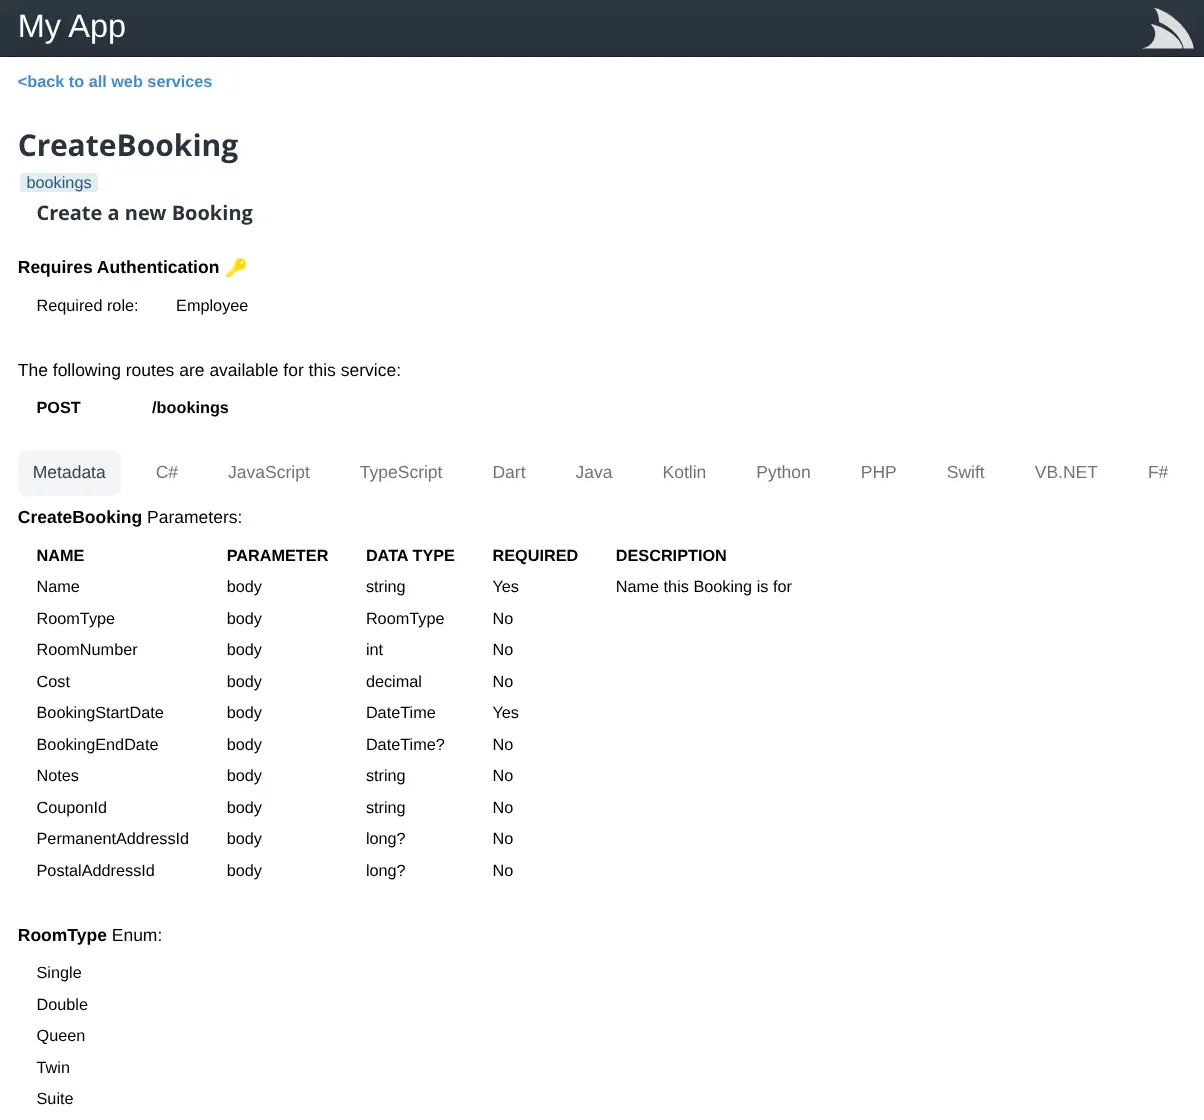 My App
<back to all web services
CreateBooking
bookings
Create a new Booking
Requires Authentication 🔑
Required role: Employee
The following routes are available for this service:
POST /bookings
Metadata C# JavaScript TypeScript Dart Java Kotlin Python PHP Swift VB.NET F#
CreateBooking Parameters:
NAME PARAMETER DATA TYPE REQUIRED DESCRIPTION
Name body string Yes Name this Booking is for
RoomType body RoomType No
RoomNumber body int No
Cost body decimal No
BookingStartDate body DateTime Yes
BookingEndDate body DateTime? No
Notes body string No
CouponId body string No
PermanentAddressId body long? No
PostalAddressId body long? No
RoomType Enum:
Single
Double
Queen
Twin
Suite